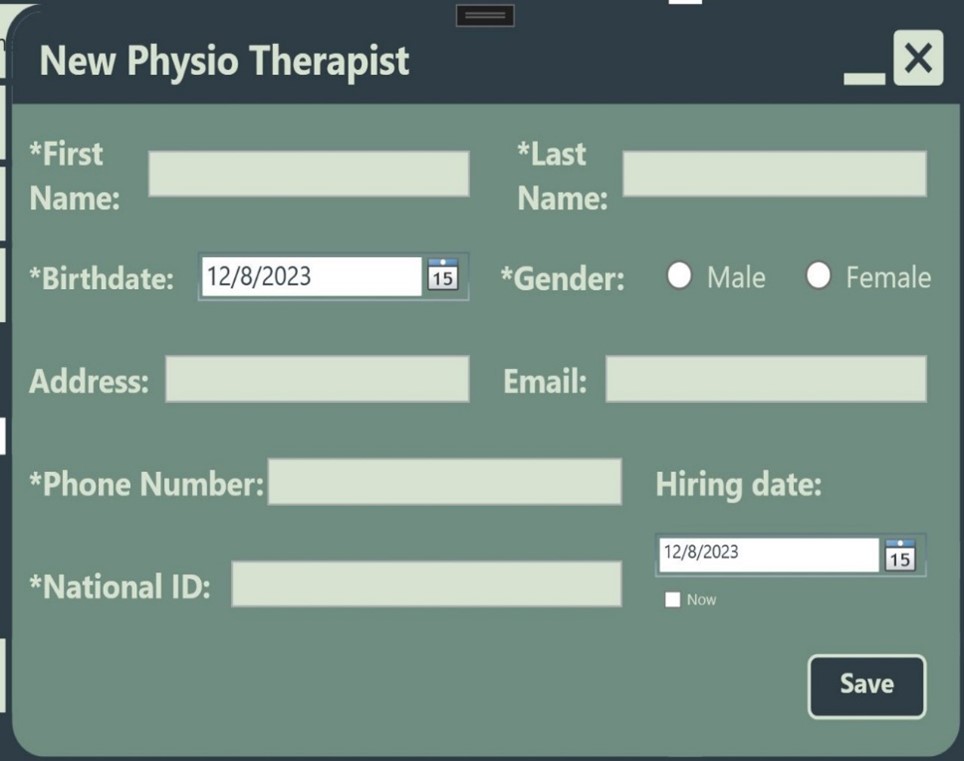 New Physio Therapist
*First Name:
*Last Name:
*Birthdate: 12/8/2023 15
*Gender: Male Female
Address:
Email:
*Phone Number:
Hiring date:
12/8/2023 15
*National ID:
Now
Save